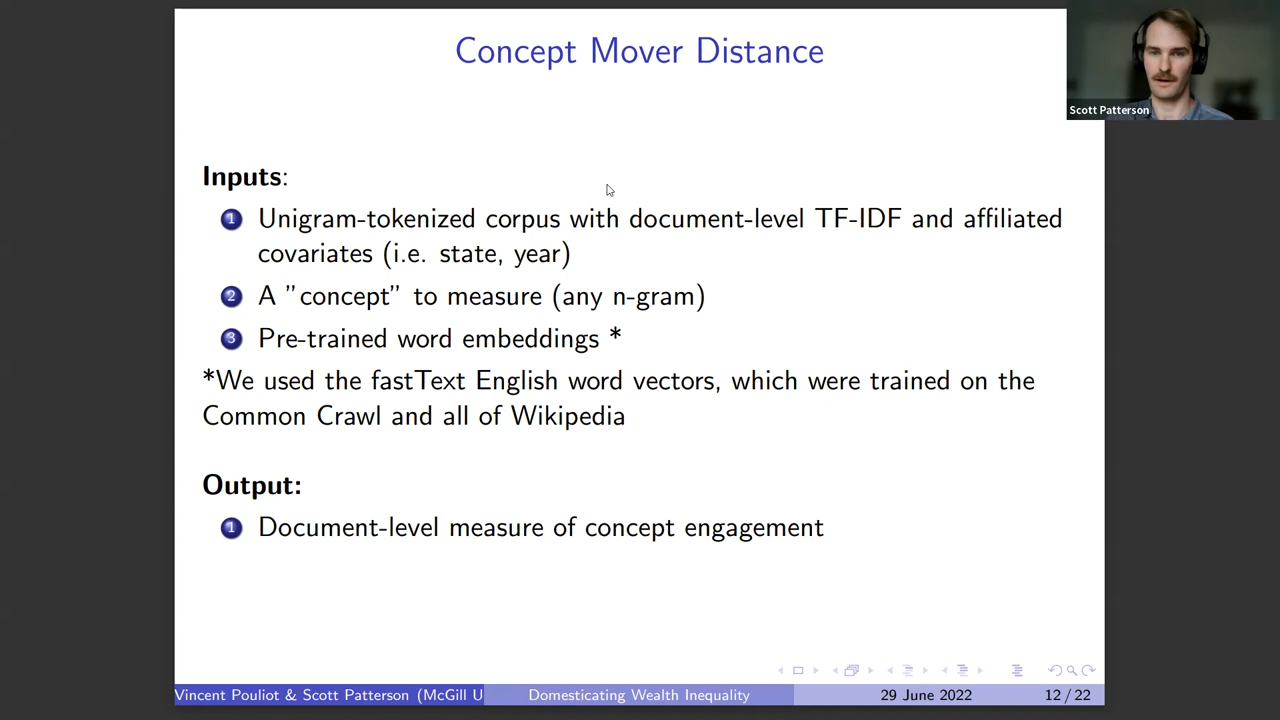 Concept Mover Distance
Scott Patterson
Inputs:
1 Unigram-tokenized corpus with document-level TF-IDF and affiliated
covariates (i.e. state, year)
2 A ”concept” to measure (any n-gram)
3 Pre-trained word embeddings *
*We used the fastText English word vectors, which were trained on the
Common Crawl and all of Wikipedia
Output:
1 Document-level measure of concept engagement
Vincent Pouliot & Scott Patterson (McGill U
Domesticating Wealth Inequality
29 June 2022
12 / 22